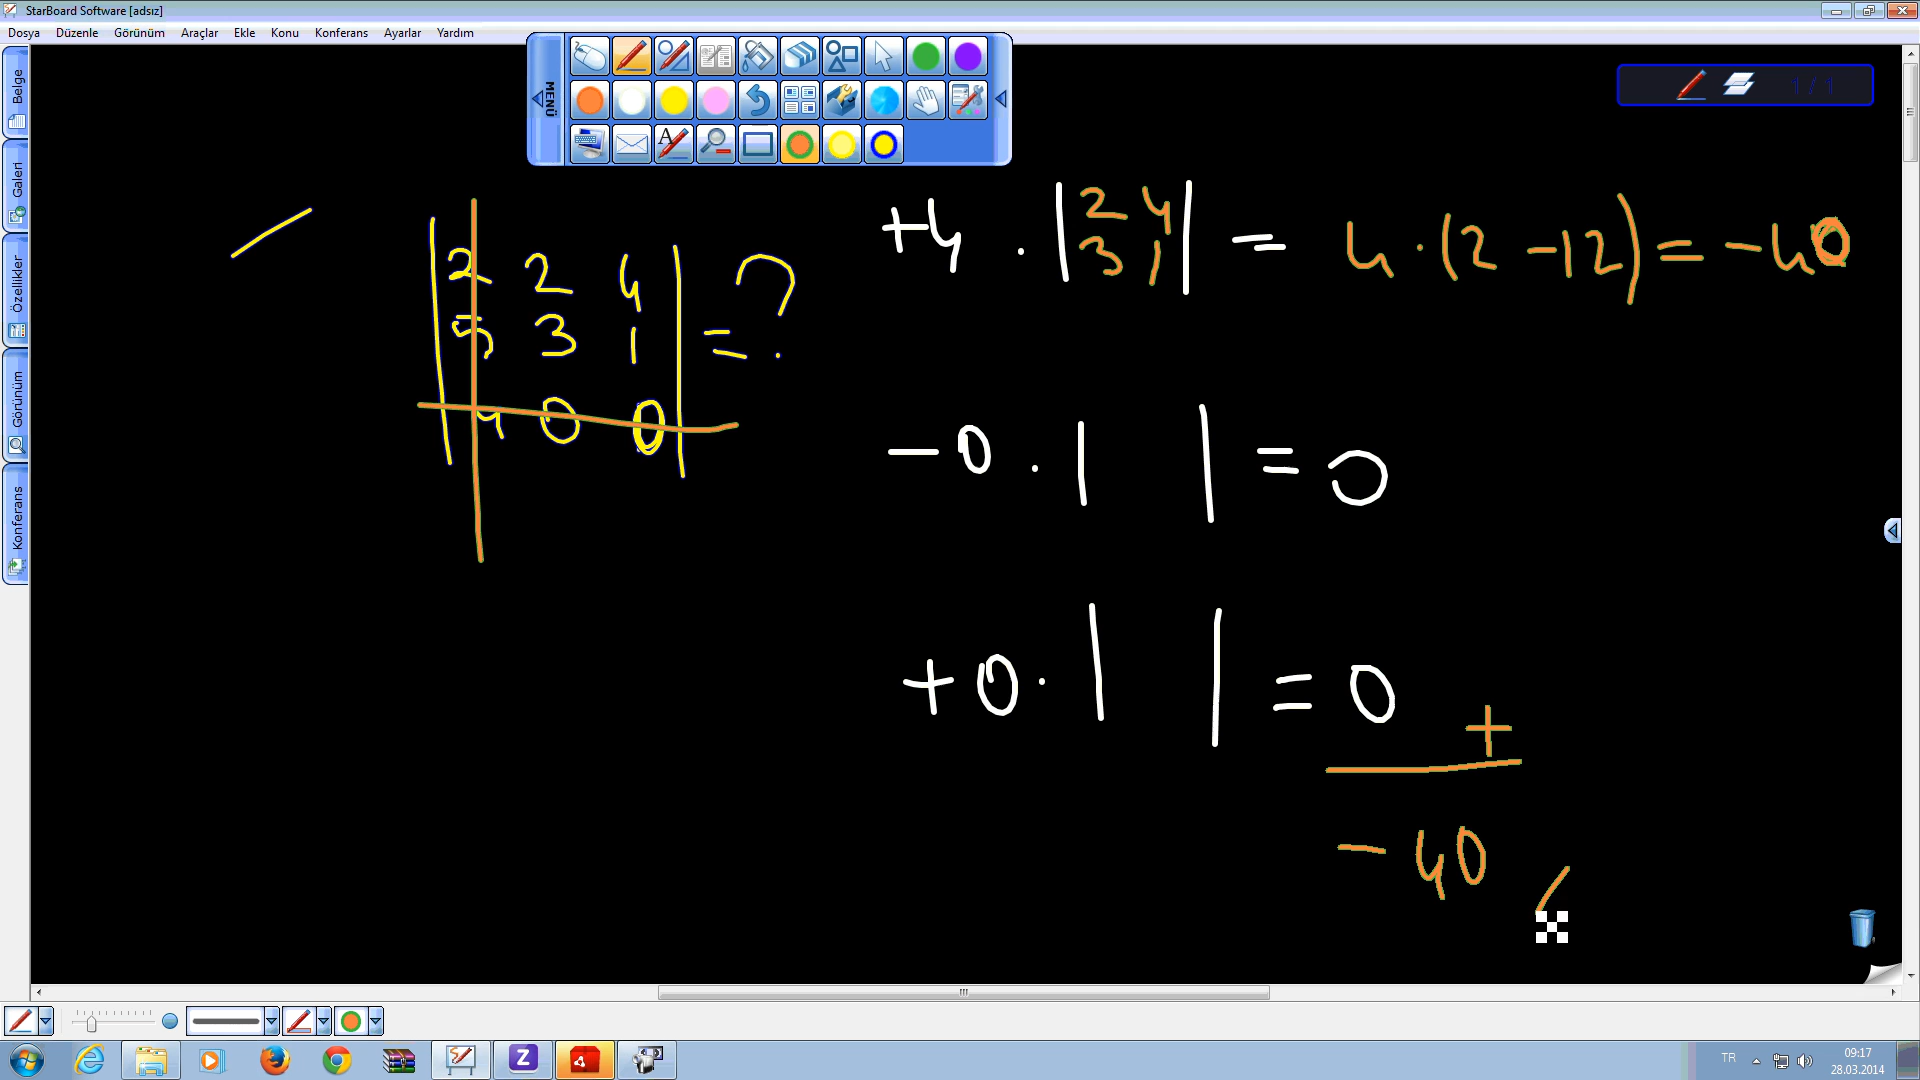 StarBoard Software [adsız]
Dosya Düzenle Görünüm Araçlar Ekle Konu Konferans Ayarlar Yardım
MENÜ
1 / 1
Belge
Galeri
Özellikler
Görünüm
Konferans
| 2 2 4 |
| 5 3 1 | = ?
| 4 0 0 |
+4 . | 2 4 |
| 3 1 | = 4 . (2 - 12) = -40
- 0 . | | = 0
+ 0 . | | = 0
+
- 40
TR
09:17
28.03.2014